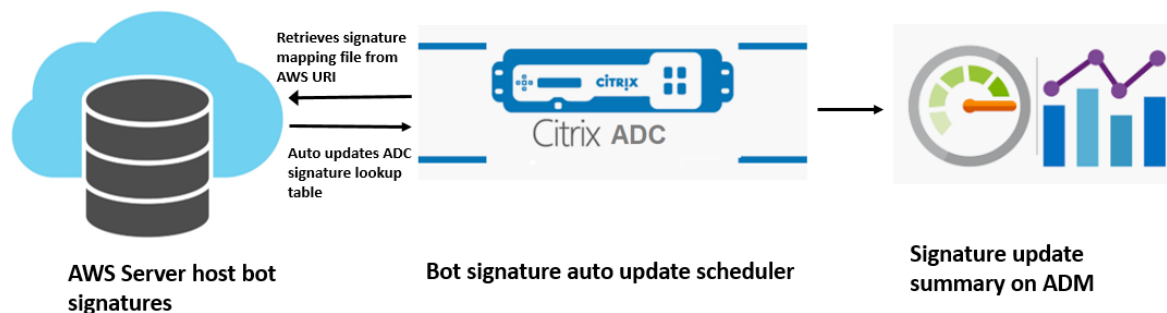 Retrieves signature
mapping file from
AWS URI
Auto updates ADC
signature lookup
table
CITRIX
Citrix ADC
AWS Server host bot
signatures
Bot signature auto update scheduler
Signature update
summary on ADM